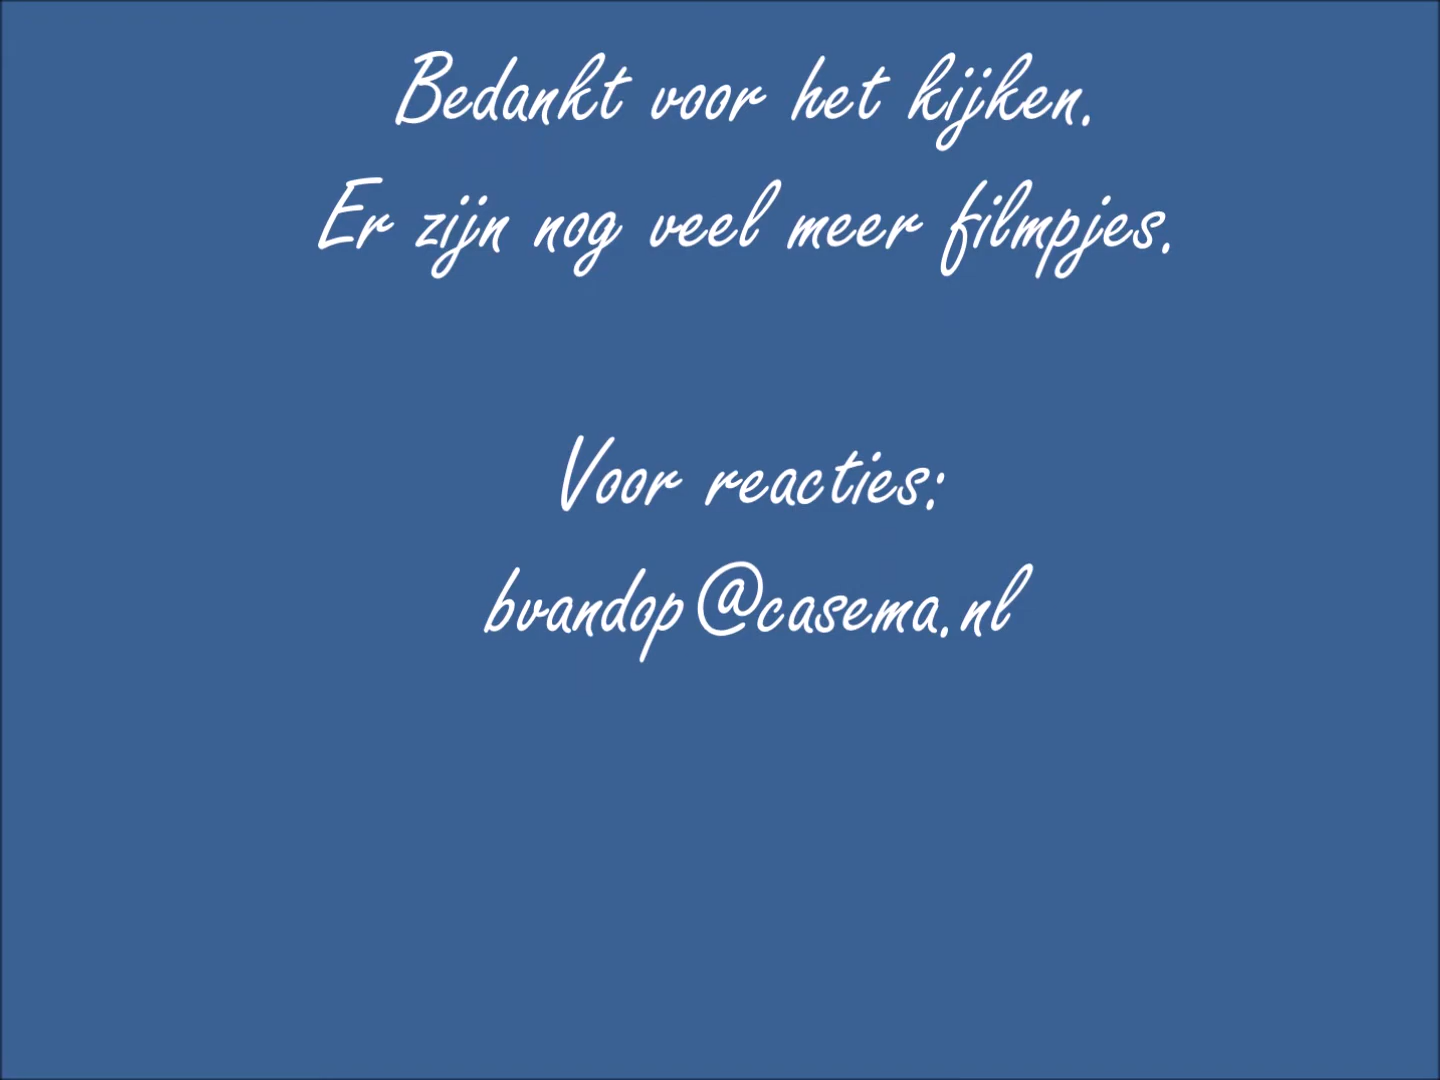 Bedankt voor het kijken.
Er zijn nog veel meer filmpjes.
Voor reacties:
bvandop@casema.nl